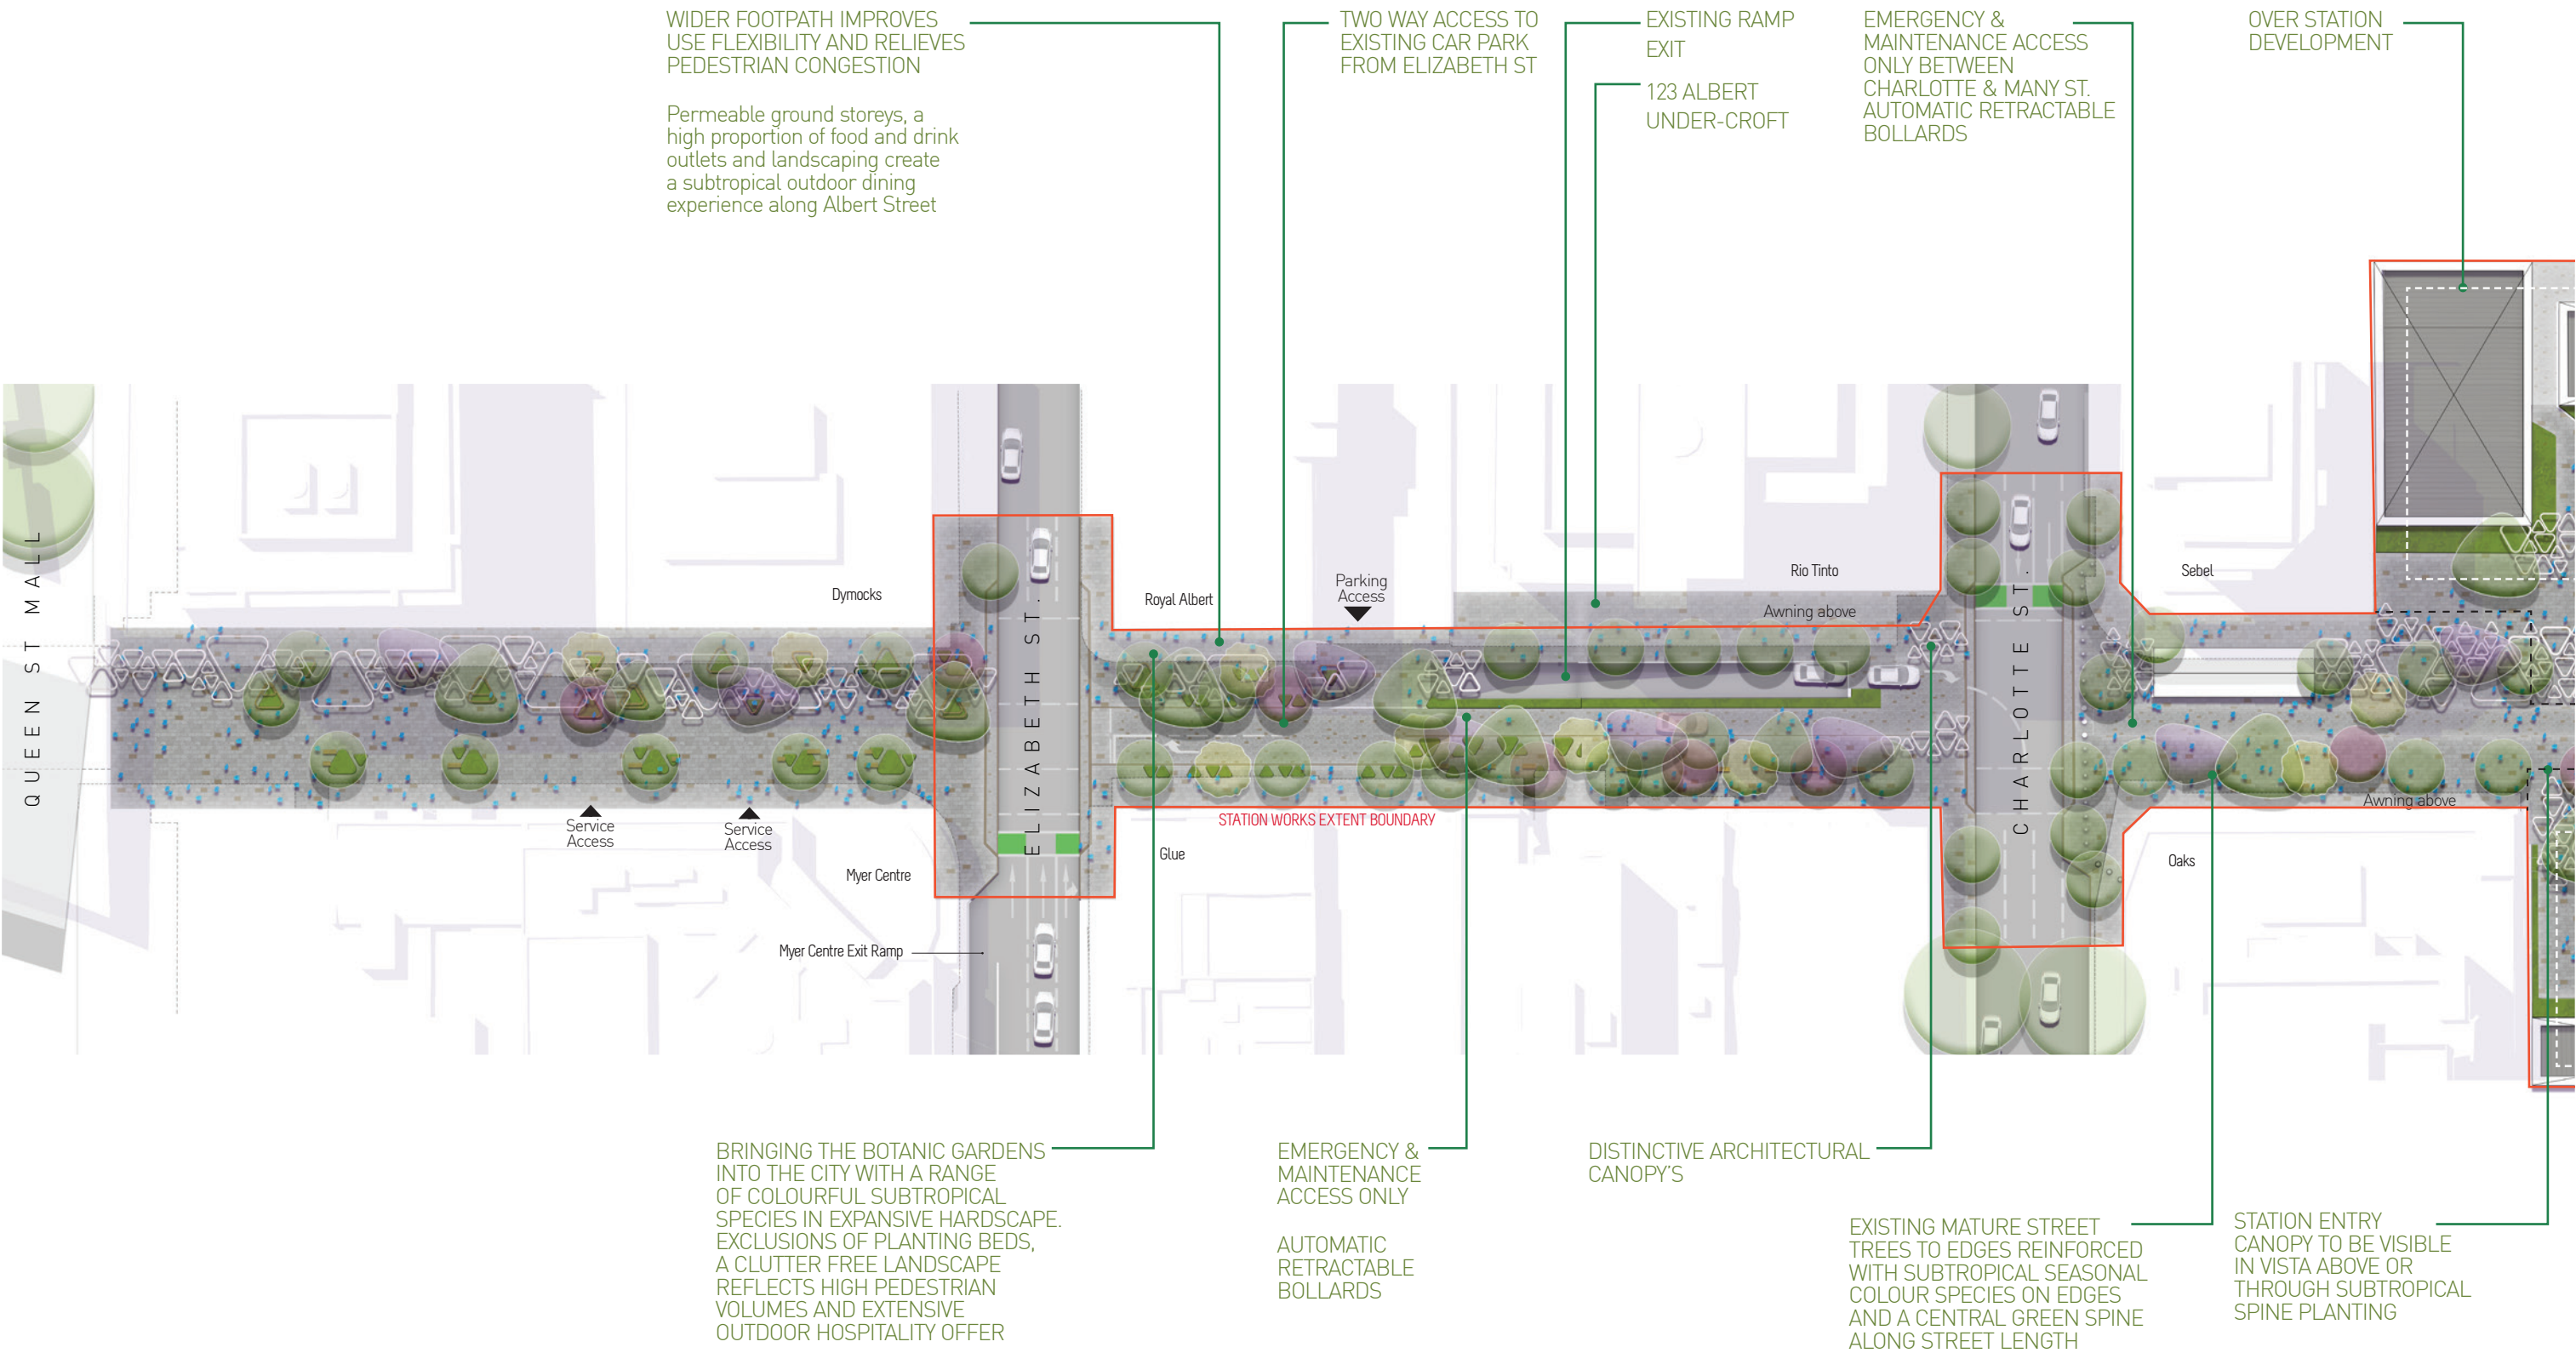 WIDER FOOTPATH IMPROVES
USE FLEXIBILITY AND RELIEVES
PEDESTRIAN CONGESTION
Permeable ground storeys, a
high proportion of food and drink
outlets and landscaping create
a subtropical outdoor dining
experience along Albert Street
TWO WAY ACCESS TO
EXISTING CAR PARK
FROM ELIZABETH ST
EXISTING RAMP
EXIT
123 ALBERT
UNDER-CROFT
EMERGENCY &
MAINTENANCE ACCESS
ONLY BETWEEN
CHARLOTTE & MANY ST.
AUTOMATIC RETRACTABLE
BOLLARDS
OVER STATION
DEVELOPMENT
QUEEN ST MALL
Dymocks
ELIZABETH ST.
Royal Albert
Parking
Access
Rio Tinto
Awning above
CHARLOTTE ST.
Sebel
Service
Access
Service
Access
Myer Centre
Myer Centre Exit Ramp
STATION WORKS EXTENT BOUNDARY
Glue
Awning above
Oaks
BRINGING THE BOTANIC GARDENS
INTO THE CITY WITH A RANGE
OF COLOURFUL SUBTROPICAL
SPECIES IN EXPANSIVE HARDSCAPE.
EXCLUSIONS OF PLANTING BEDS,
A CLUTTER FREE LANDSCAPE
REFLECTS HIGH PEDESTRIAN
VOLUMES AND EXTENSIVE
OUTDOOR HOSPITALITY OFFER
EMERGENCY &
MAINTENANCE
ACCESS ONLY
AUTOMATIC
RETRACTABLE
BOLLARDS
DISTINCTIVE ARCHITECTURAL
CANOPY'S
EXISTING MATURE STREET
TREES TO EDGES REINFORCED
WITH SUBTROPICAL SEASONAL
COLOUR SPECIES ON EDGES
AND A CENTRAL GREEN SPINE
ALONG STREET LENGTH
STATION ENTRY
CANOPY TO BE VISIBLE
IN VISTA ABOVE OR
THROUGH SUBTROPICAL
SPINE PLANTING